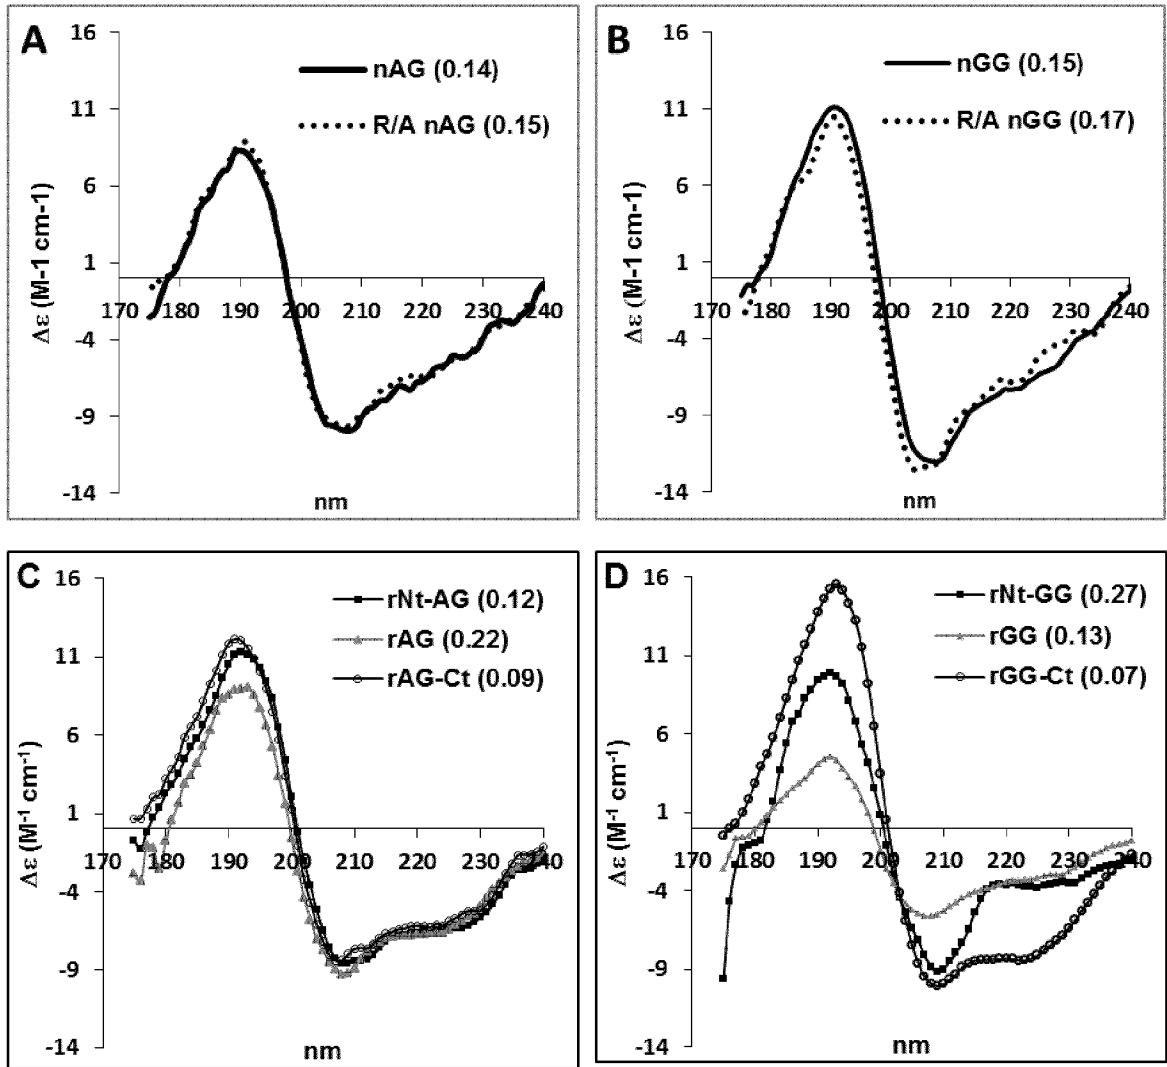 A
16
11
6
1
-4
-9
-14
Δε (M-1 cm-1)
nAG (0.14)
R/A nAG (0.15)
170 180 190 200 210 220 230 240
nm
B
16
11
6
1
-4
-9
-14
Δε (M-1 cm-1)
nGG (0.15)
R/A nGG (0.17)
170 180 190 200 210 220 230 240
nm
C
16
11
6
1
-4
-9
-14
Δε (M⁻¹ cm⁻¹)
rNt-AG (0.12)
rAG (0.22)
rAG-Ct (0.09)
170 180 190 200 210 220 230 240
nm
D
16
11
6
1
-4
-9
-14
Δε (M⁻¹ cm⁻¹)
rNt-GG (0.27)
rGG (0.13)
rGG-Ct (0.07)
170 180 190 200 210 220 230 240
nm